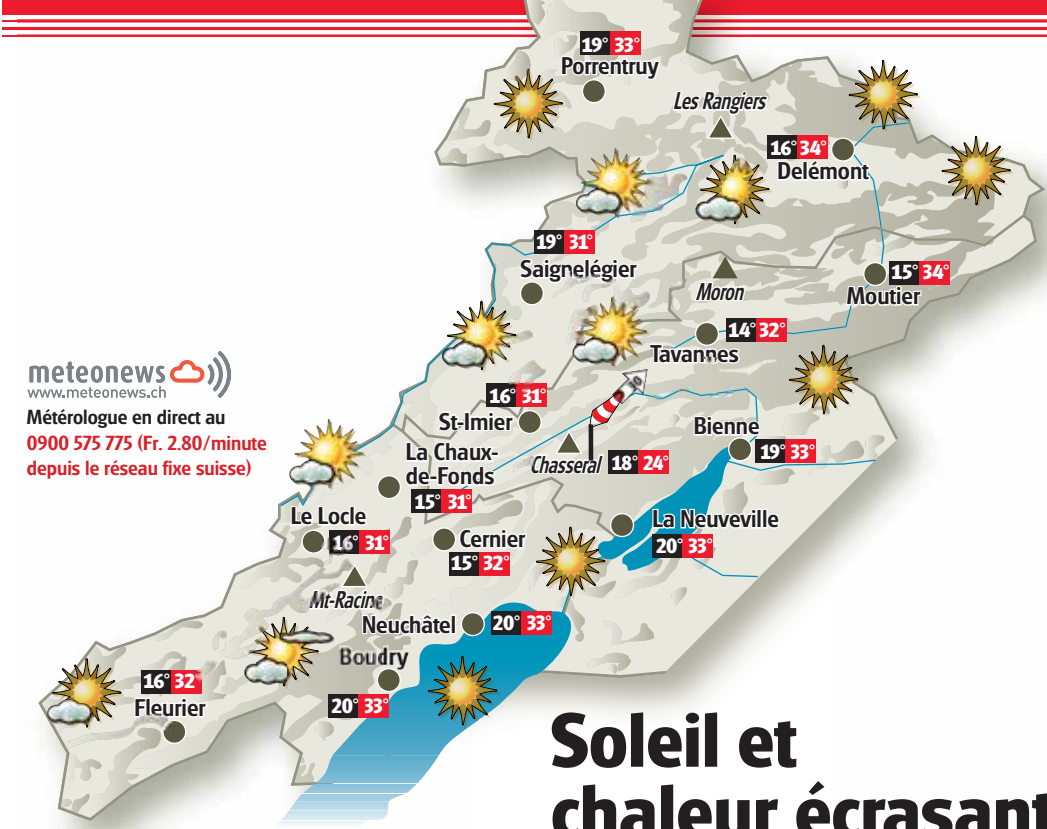 19° 33°
Porrentruy
Les Rangiers
16° 34°
Delémont
19° 31°
Saignelégier
Moron
15° 34°
Moutier
14° 32°
Tavannes
meteonews
www.meteonews.ch
Météro­logue en direct au
0900 575 775 (Fr. 2.80/minute
depuis le réseau fixe suisse)
16° 31°
St-Imier
Bienne
19° 33°
La Chaux-
de-Fonds
15° 31°
Chasseral 18° 24°
Le Locle
16° 31°
Cernier
15° 32°
La Neuveville
20° 33°
Mt-Racine
Neuchâtel 20° 33°
Boudry
20° 33°
16° 32°
Fleurier
Soleil et
chaleur écrasant